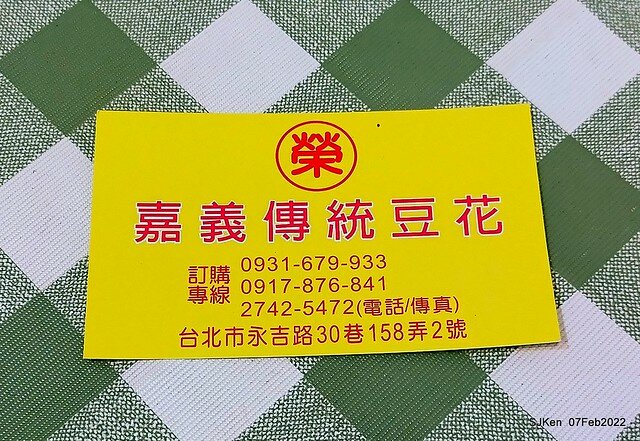 榮
嘉義傳統豆花
訂購專線
0931-679-933
0917-876-841
2742-5472(電話/傳真)
台北市永吉路30巷158弄2號
JKen 07Feb2022